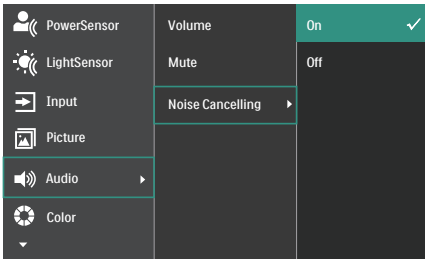 PowerSensor
LightSensor
Input
Picture
Audio
Color
Volume
Mute
Noise Cancelling
On
Off